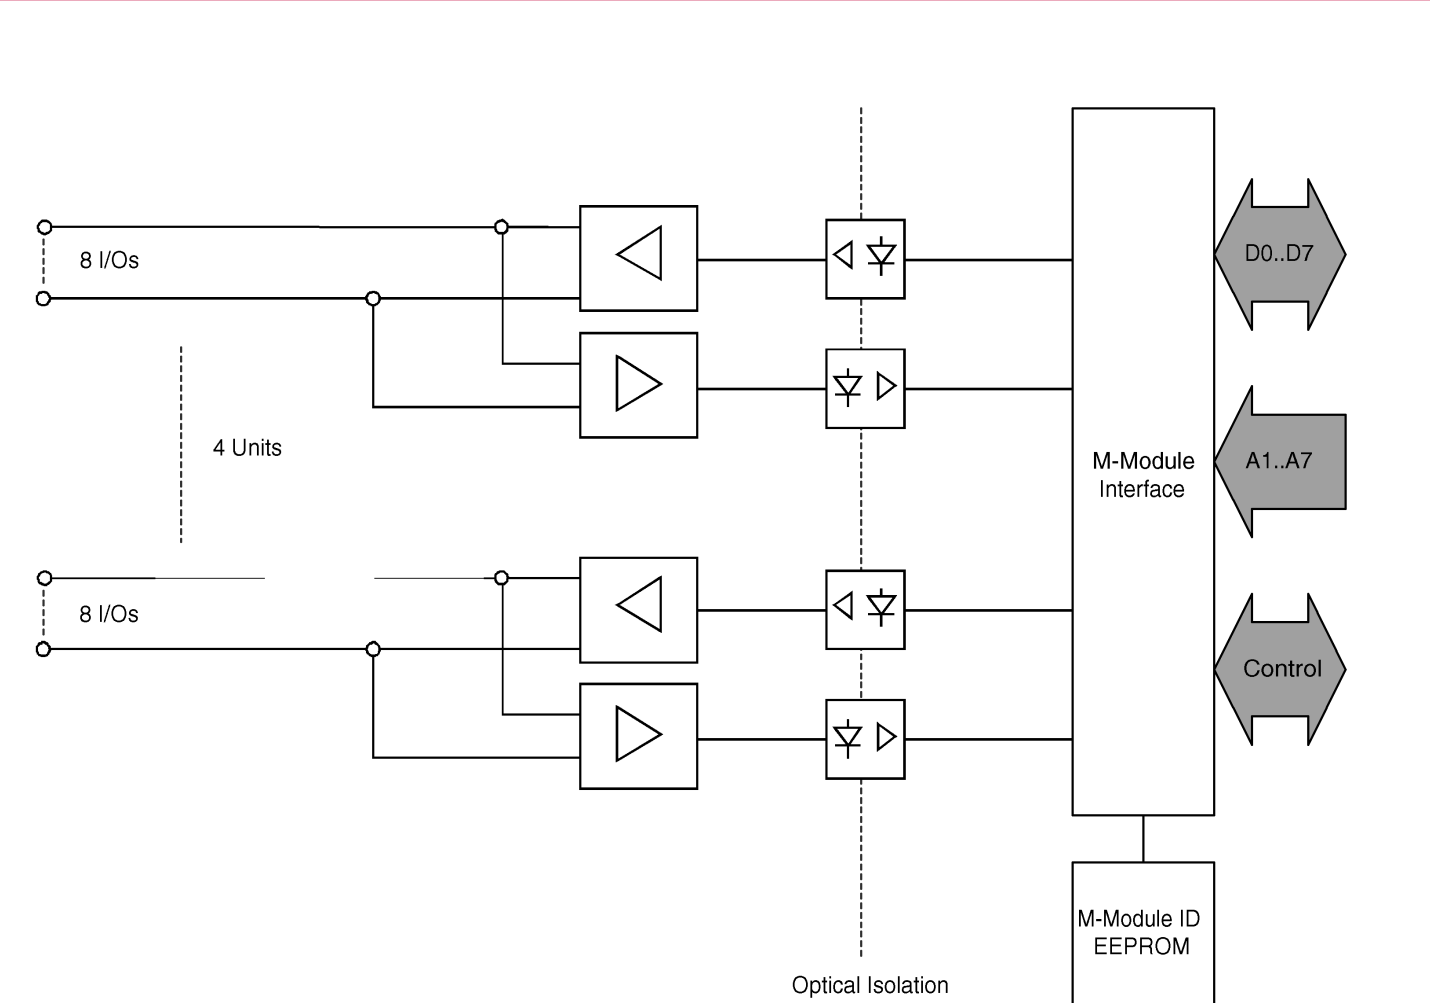 8 I/Os
D0..D7
4 Units
M-Module
Interface
A1..A7
8 I/Os
Control
M-Module ID
EEPROM
Optical Isolation